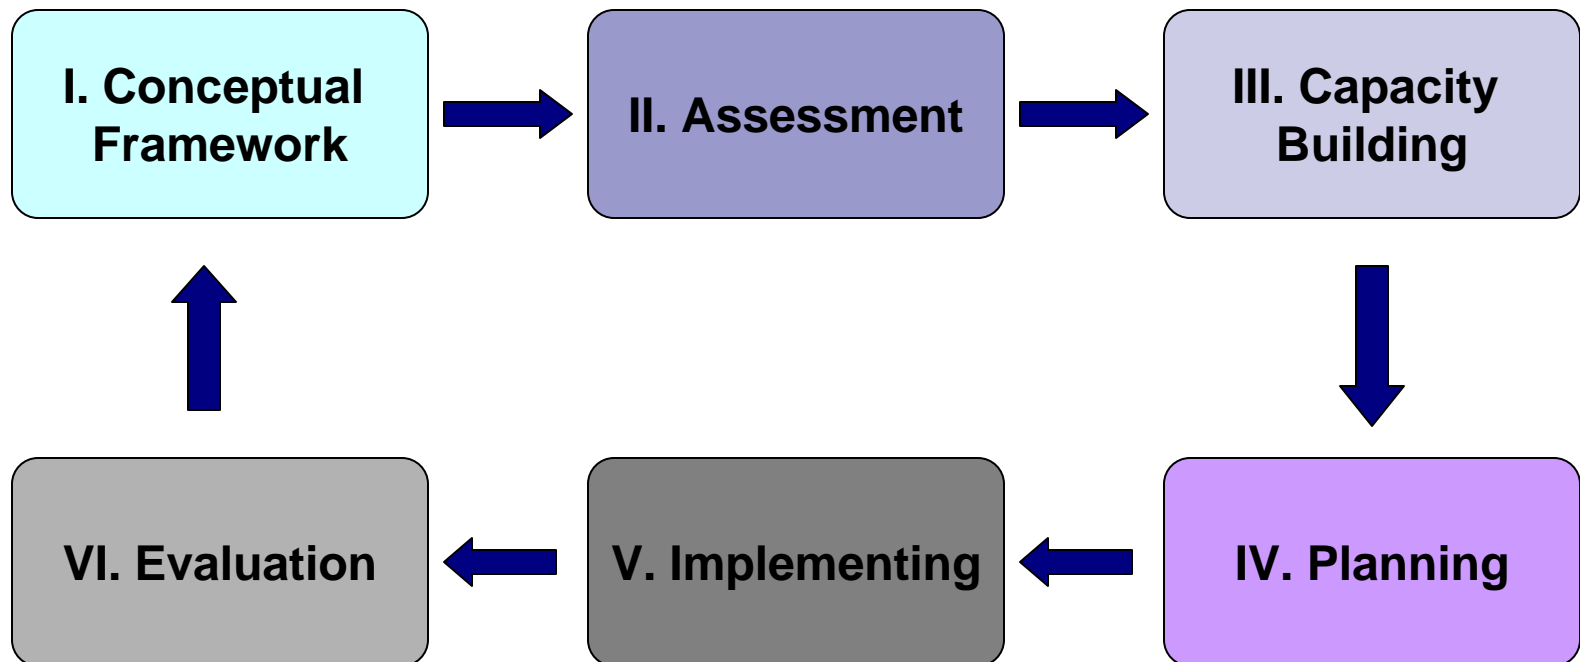 I. Conceptual
Framework
II. Assessment
III. Capacity
Building
VI. Evaluation
V. Implementing
IV. Planning